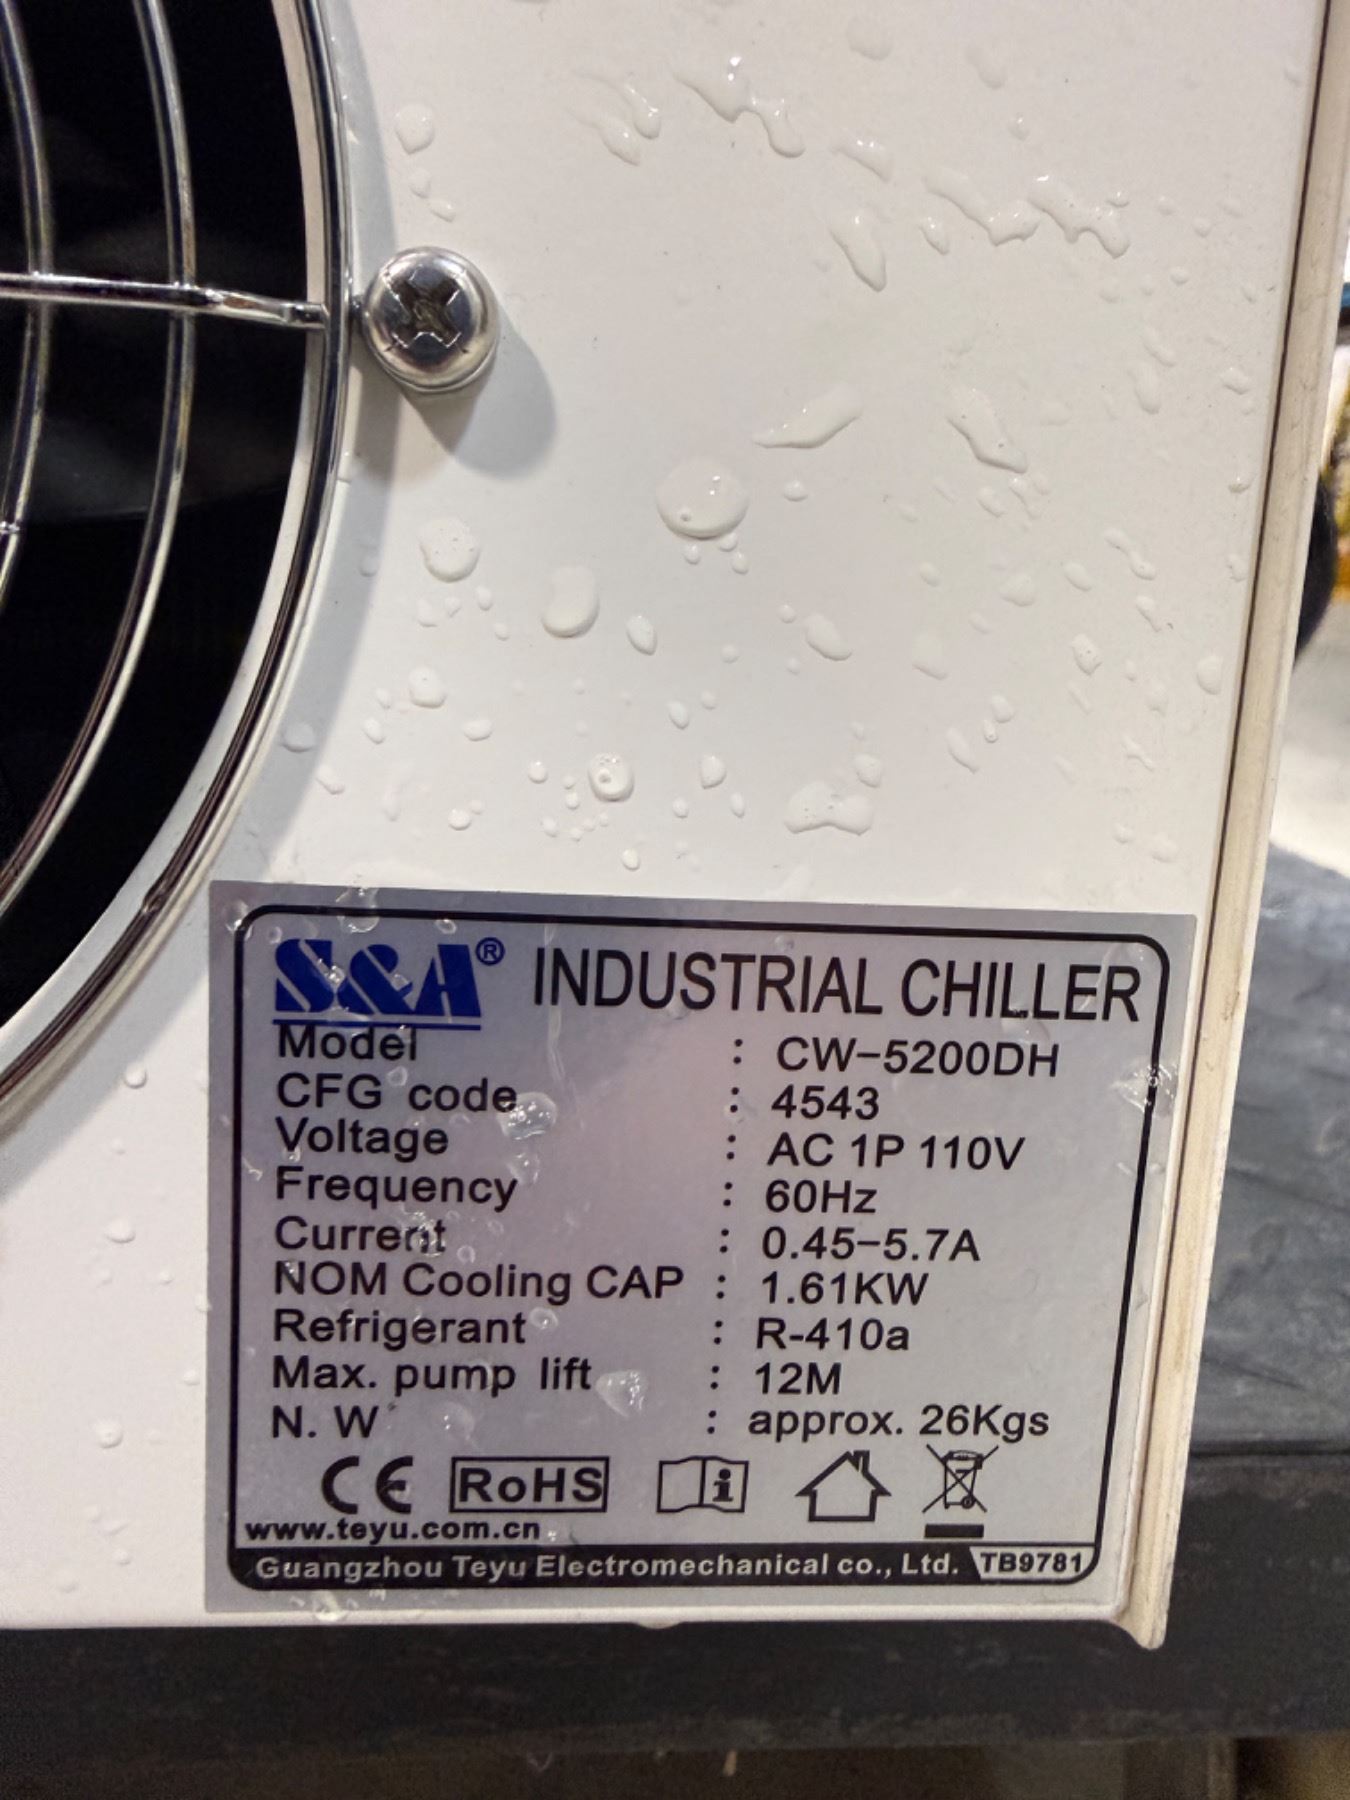 S&A® INDUSTRIAL CHILLER
Model : CW-5200DH
CFG code : 4543
Voltage : AC 1P 110V
Frequency : 60Hz
Current : 0.45-5.7A
NOM Cooling CAP : 1.61KW
Refrigerant : R-410a
Max. pump lift : 12M
N. W : approx. 26Kgs
CE RoHS i
www.teyu.com.cn
Guangzhou Teyu Electromechanical co., Ltd. TB9781